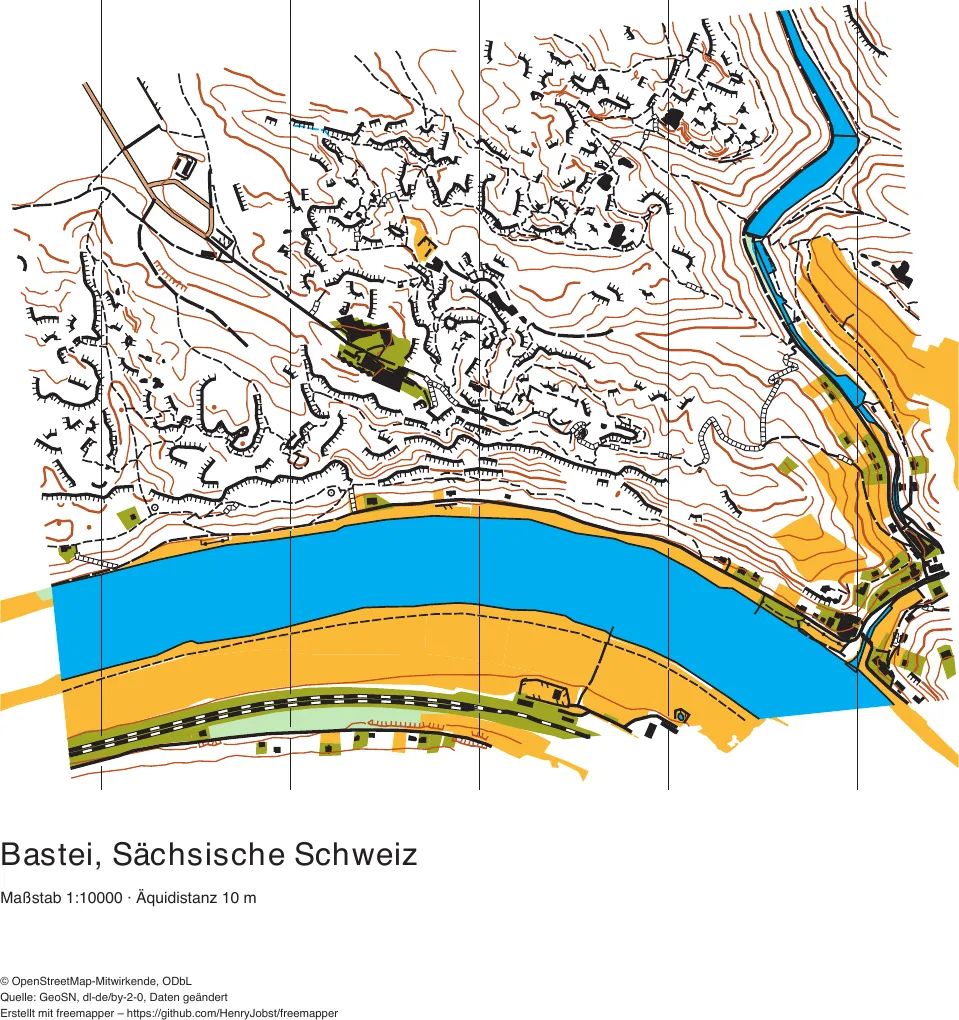 Bastei, Sächsische Schweiz
Maßstab 1:10000 · Äquidistanz 10 m
© OpenStreetMap-Mitwirkende, ODbL
Quelle: GeoSN, dl-de/by-2-0, Daten geändert
Erstellt mit freemapper – https://github.com/HenryJobst/freemapper